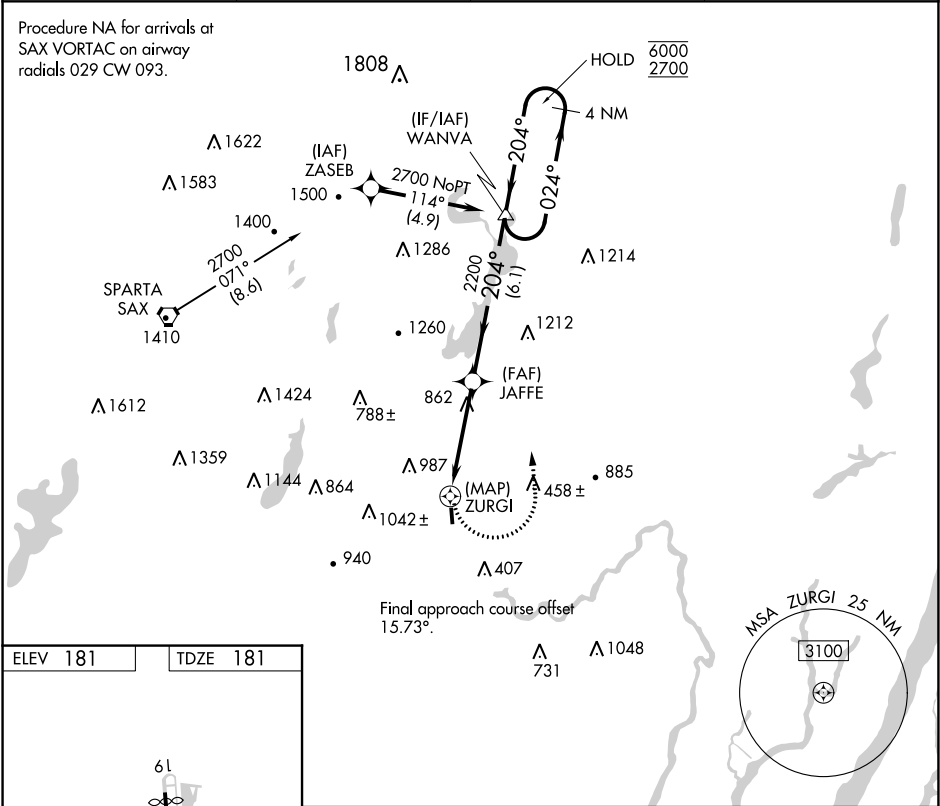 Procedure NA for arrivals at
SAX VORTAC on airway
radials 029 CW 093.
1808
HOLD
6000
2700
4 NM
(IF/IAF)
WANVA
204°
024°
1622
(IAF)
ZASEB
1583
1500
2700 NoPT
114°
(4.9)
1400
2700
071°
(8.6)
1286
1214
2200
204°
(6.1)
SPARTA
SAX
1410
1260
1212
(FAF)
JAFFE
862
1612
1424
788±
1359
987
1144
864
(MAP)
ZURGI
458±
885
1042±
940
407
Final approach course offset
15.73°.
731
1048
MSA ZURGI 25 NM
3100
ELEV 181
TDZE 181
19